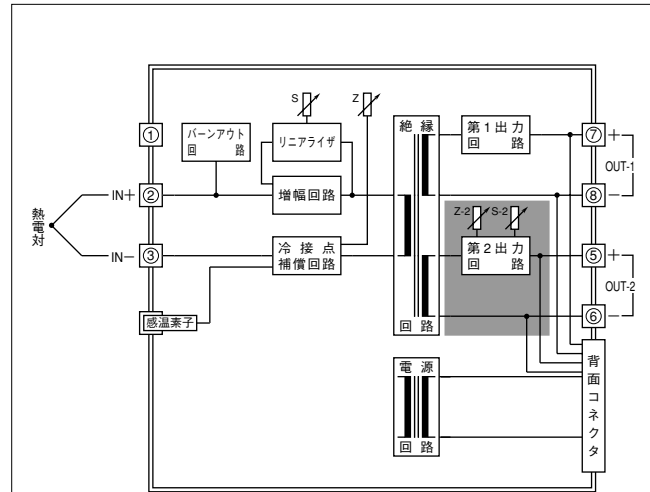 S
Z
①
バーンアウト
回 路
リニアライザ
絶 縁
第1出力
回 路
⑦
+
OUT-1
熱電対
IN+
②
増幅回路
⑧
−
Z-2
S-2
IN−
③
冷 接 点
補償回路
第2出力
回 路
⑤
+
OUT-2
感温素子
回 路
⑥
−
電 源
回 路
背面コネクタ